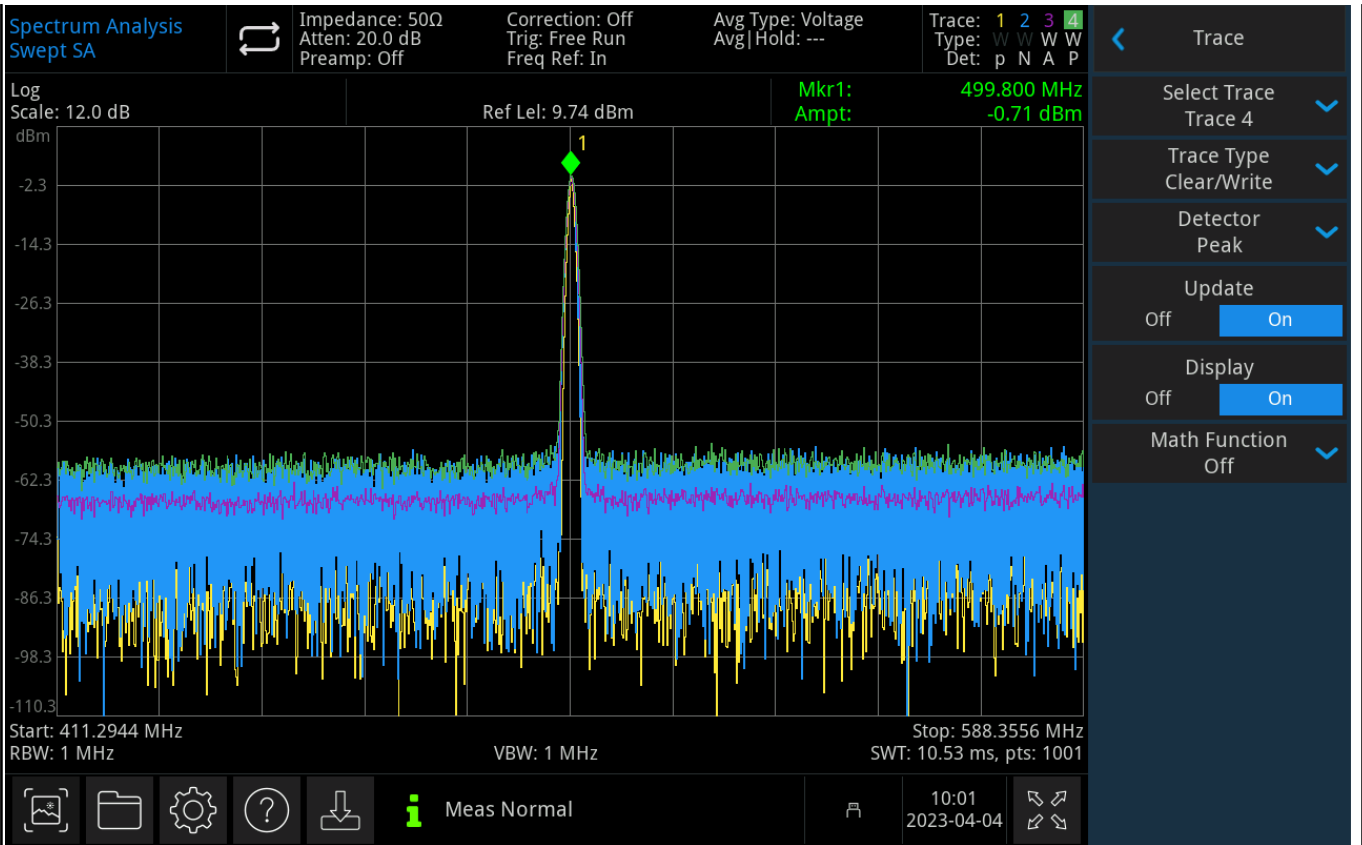 Spectrum Analysis
Swept SA
Impedance: 50Ω
Atten: 20.0 dB
Preamp: Off
Correction: Off
Trig: Free Run
Freq Ref: In
Avg Type: Voltage
Avg|Hold: ---
Trace: 1 2 3 4
Type: W W W W
Det: p N A P
Trace
Log
Scale: 12.0 dB
Ref Lel: 9.74 dBm
Mkr1: 499.800 MHz
Ampt: -0.71 dBm
dBm
1
-2.3
-14.3
-26.3
-38.3
-50.3
-62.3
-74.3
-86.3
-98.3
-110.3
Start: 411.2944 MHz
Stop: 588.3556 MHz
RBW: 1 MHz
VBW: 1 MHz
SWT: 10.53 ms, pts: 1001
Select Trace
Trace 4
Trace Type
Clear/Write
Detector
Peak
Update
Off On
Display
Off On
Math Function
Off
?
i
Meas Normal
10:01
2023-04-04